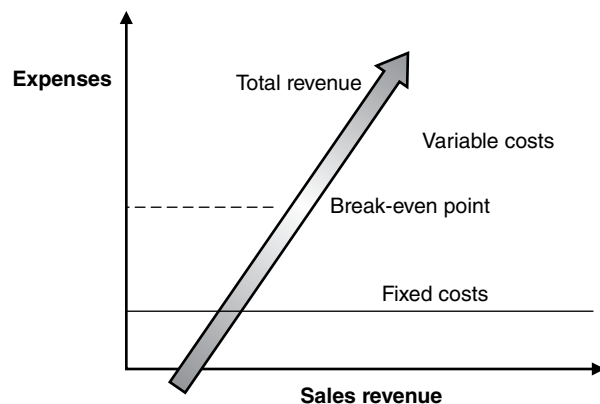 Expenses
Total revenue
Variable costs
Break-even point
Fixed costs
Sales revenue